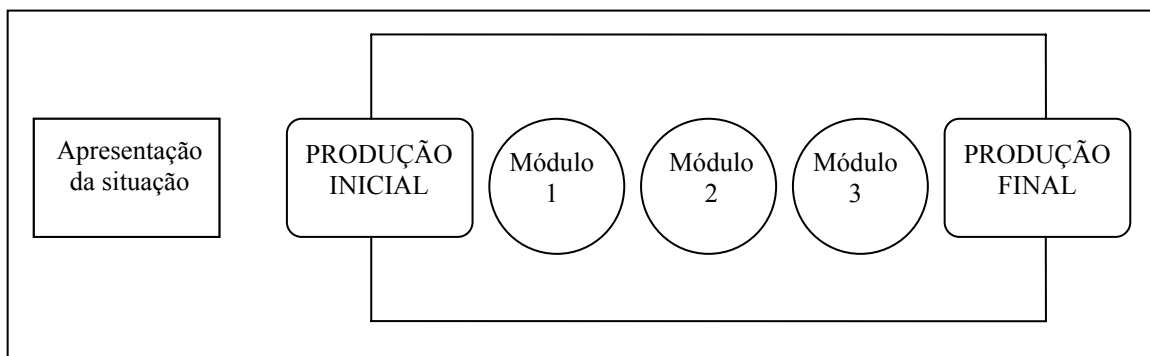 Apresentação
da situação
PRODUÇÃO
INICIAL
Módulo
1
Módulo
2
Módulo
3
PRODUÇÃO
FINAL